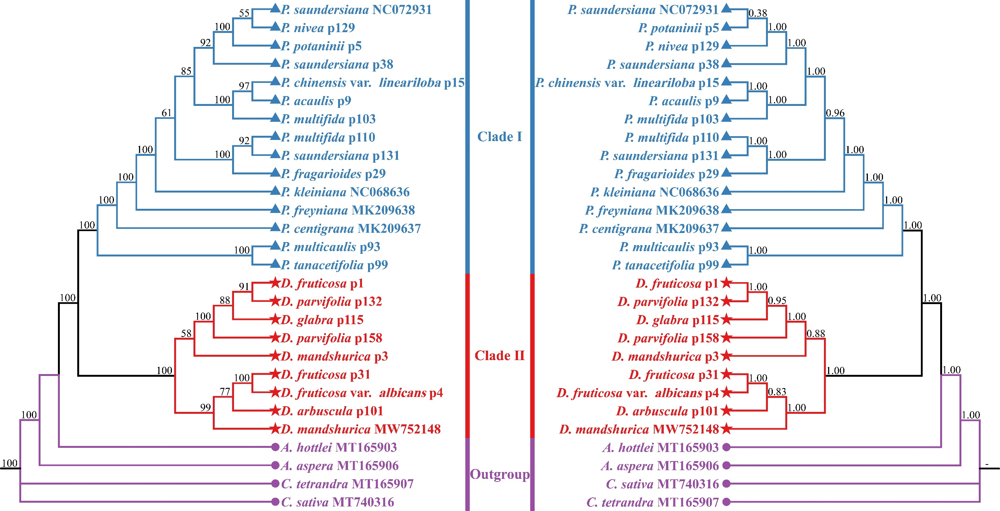 P. saundersiana NC072931
P. nivea p129
P. potaninii p5
P. saundersiana p38
P. chinensis var. lineariloba p15
P. acaulis p9
P. multifida p103
P. multifida p110
P. saundersiana p131
P. fragarioides p29
P. kleiniana NC068636
P. freyniana MK209638
P. centigrana MK209637
P. multicaulis p93
P. tanacetifolia p99
D. fruticosa p1
D. parvifolia p132
D. glabra p115
D. parvifolia p158
D. mandshurica p3
D. fruticosa p31
D. fruticosa var. albicans p4
D. arbuscula p101
D. mandshurica MW752148
A. hottlei MT165903
A. aspera MT165906
C. tetrandra MT165907
C. sativa MT740316
55
100
92
85
97
100
61
92
100
100
100
100
100
100
100
91
88
100
58
100
100
77
99
100
100
Clade I
Clade II
Outgroup
P. saundersiana NC072931
P. potaninii p5
P. nivea p129
P. saundersiana p38
P. chinensis var. lineariloba p15
P. acaulis p9
P. multifida p103
P. multifida p110
P. saundersiana p131
P. fragarioides p29
P. kleiniana NC068636
P. freyniana MK209638
P. centigrana MK209637
P. multicaulis p93
P. tanacetifolia p99
D. fruticosa p1
D. parvifolia p132
D. glabra p115
D. parvifolia p158
D. mandshurica p3
D. fruticosa p31
D. fruticosa var. albicans p4
D. arbuscula p101
D. mandshurica MW752148
A. hottlei MT165903
A. aspera MT165906
C. sativa MT740316
C. tetrandra MT165907
0.38
1.00
1.00
1.00
1.00
1.00
0.96
1.00
1.00
1.00
1.00
1.00
1.00
1.00
1.00
1.00
0.95
1.00
0.88
1.00
1.00
1.00
0.83
1.00
1.00
-